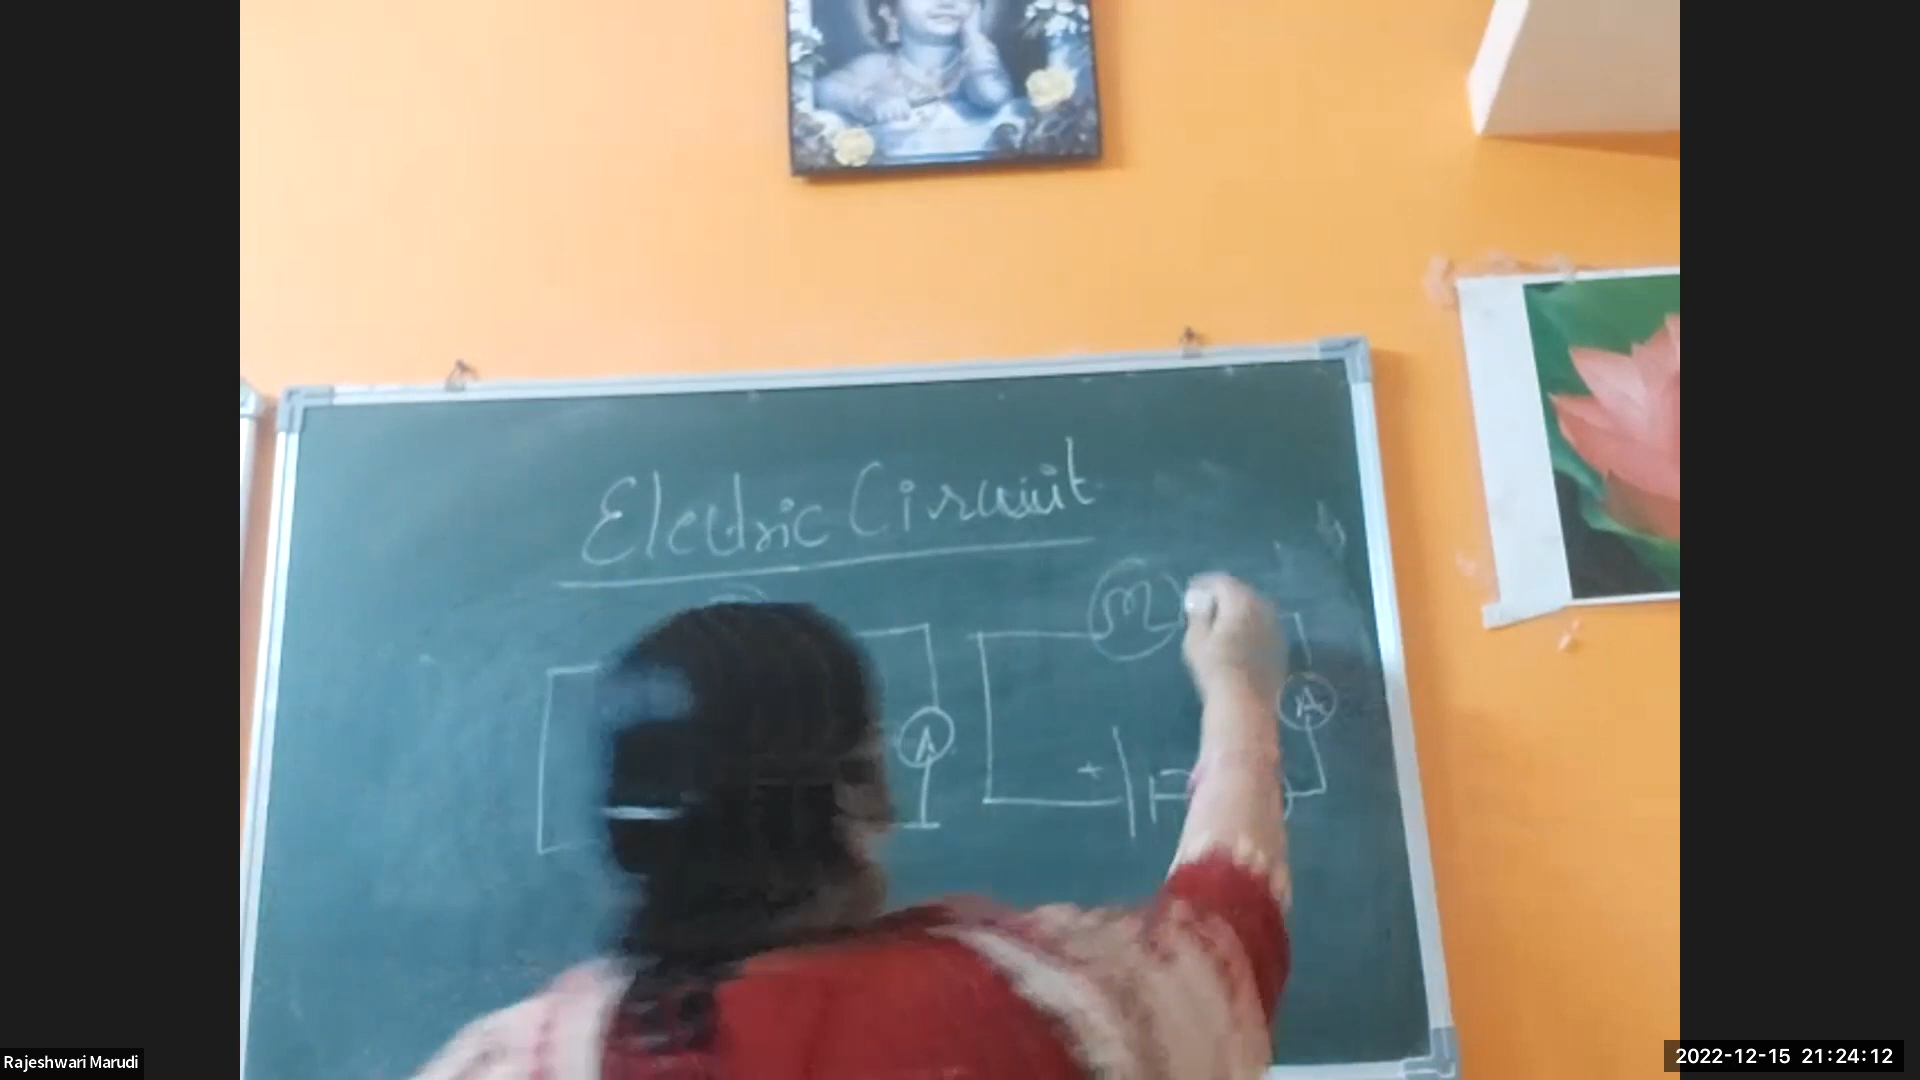 Electric Circuit
M
A
A
+
Rajeshwari Marudi
2022-12-15 21:24:12